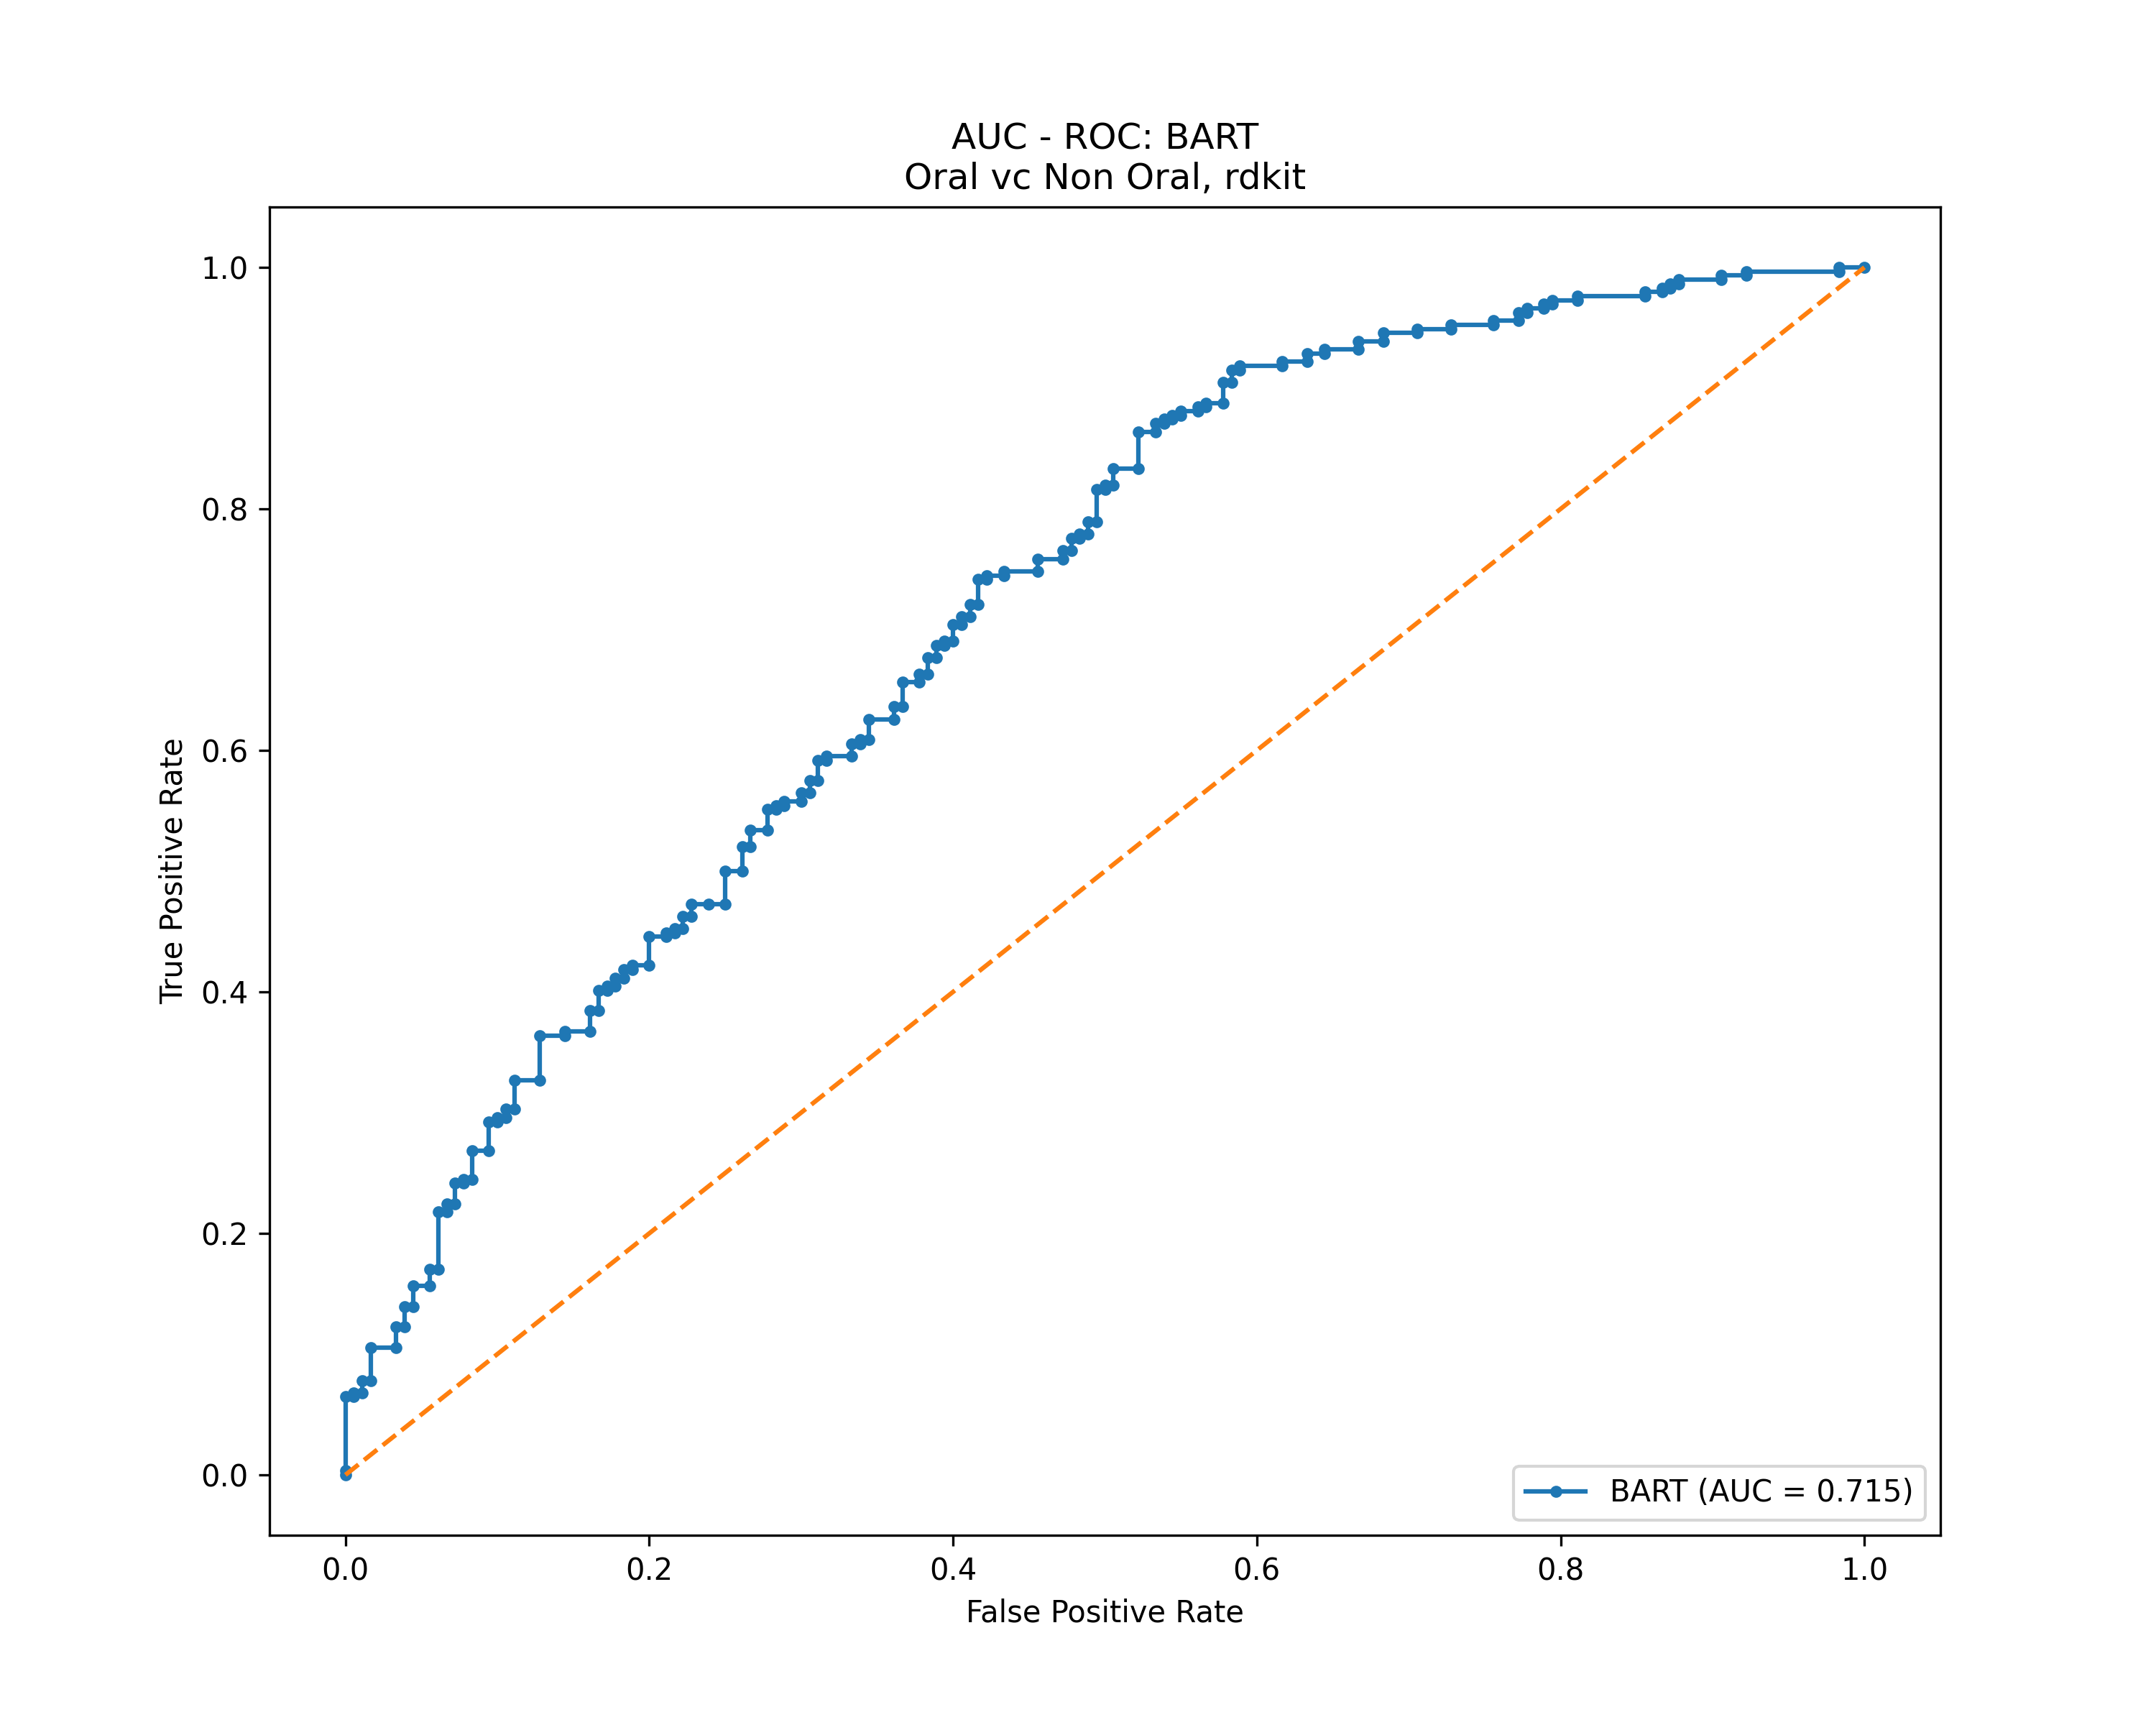 AUC - ROC: BART
Oral vc Non Oral, rdkit
True Positive Rate
1.0
0.8
0.6
0.4
0.2
0.0
BART (AUC = 0.715)
0.0 0.2 0.4 0.6 0.8 1.0
False Positive Rate